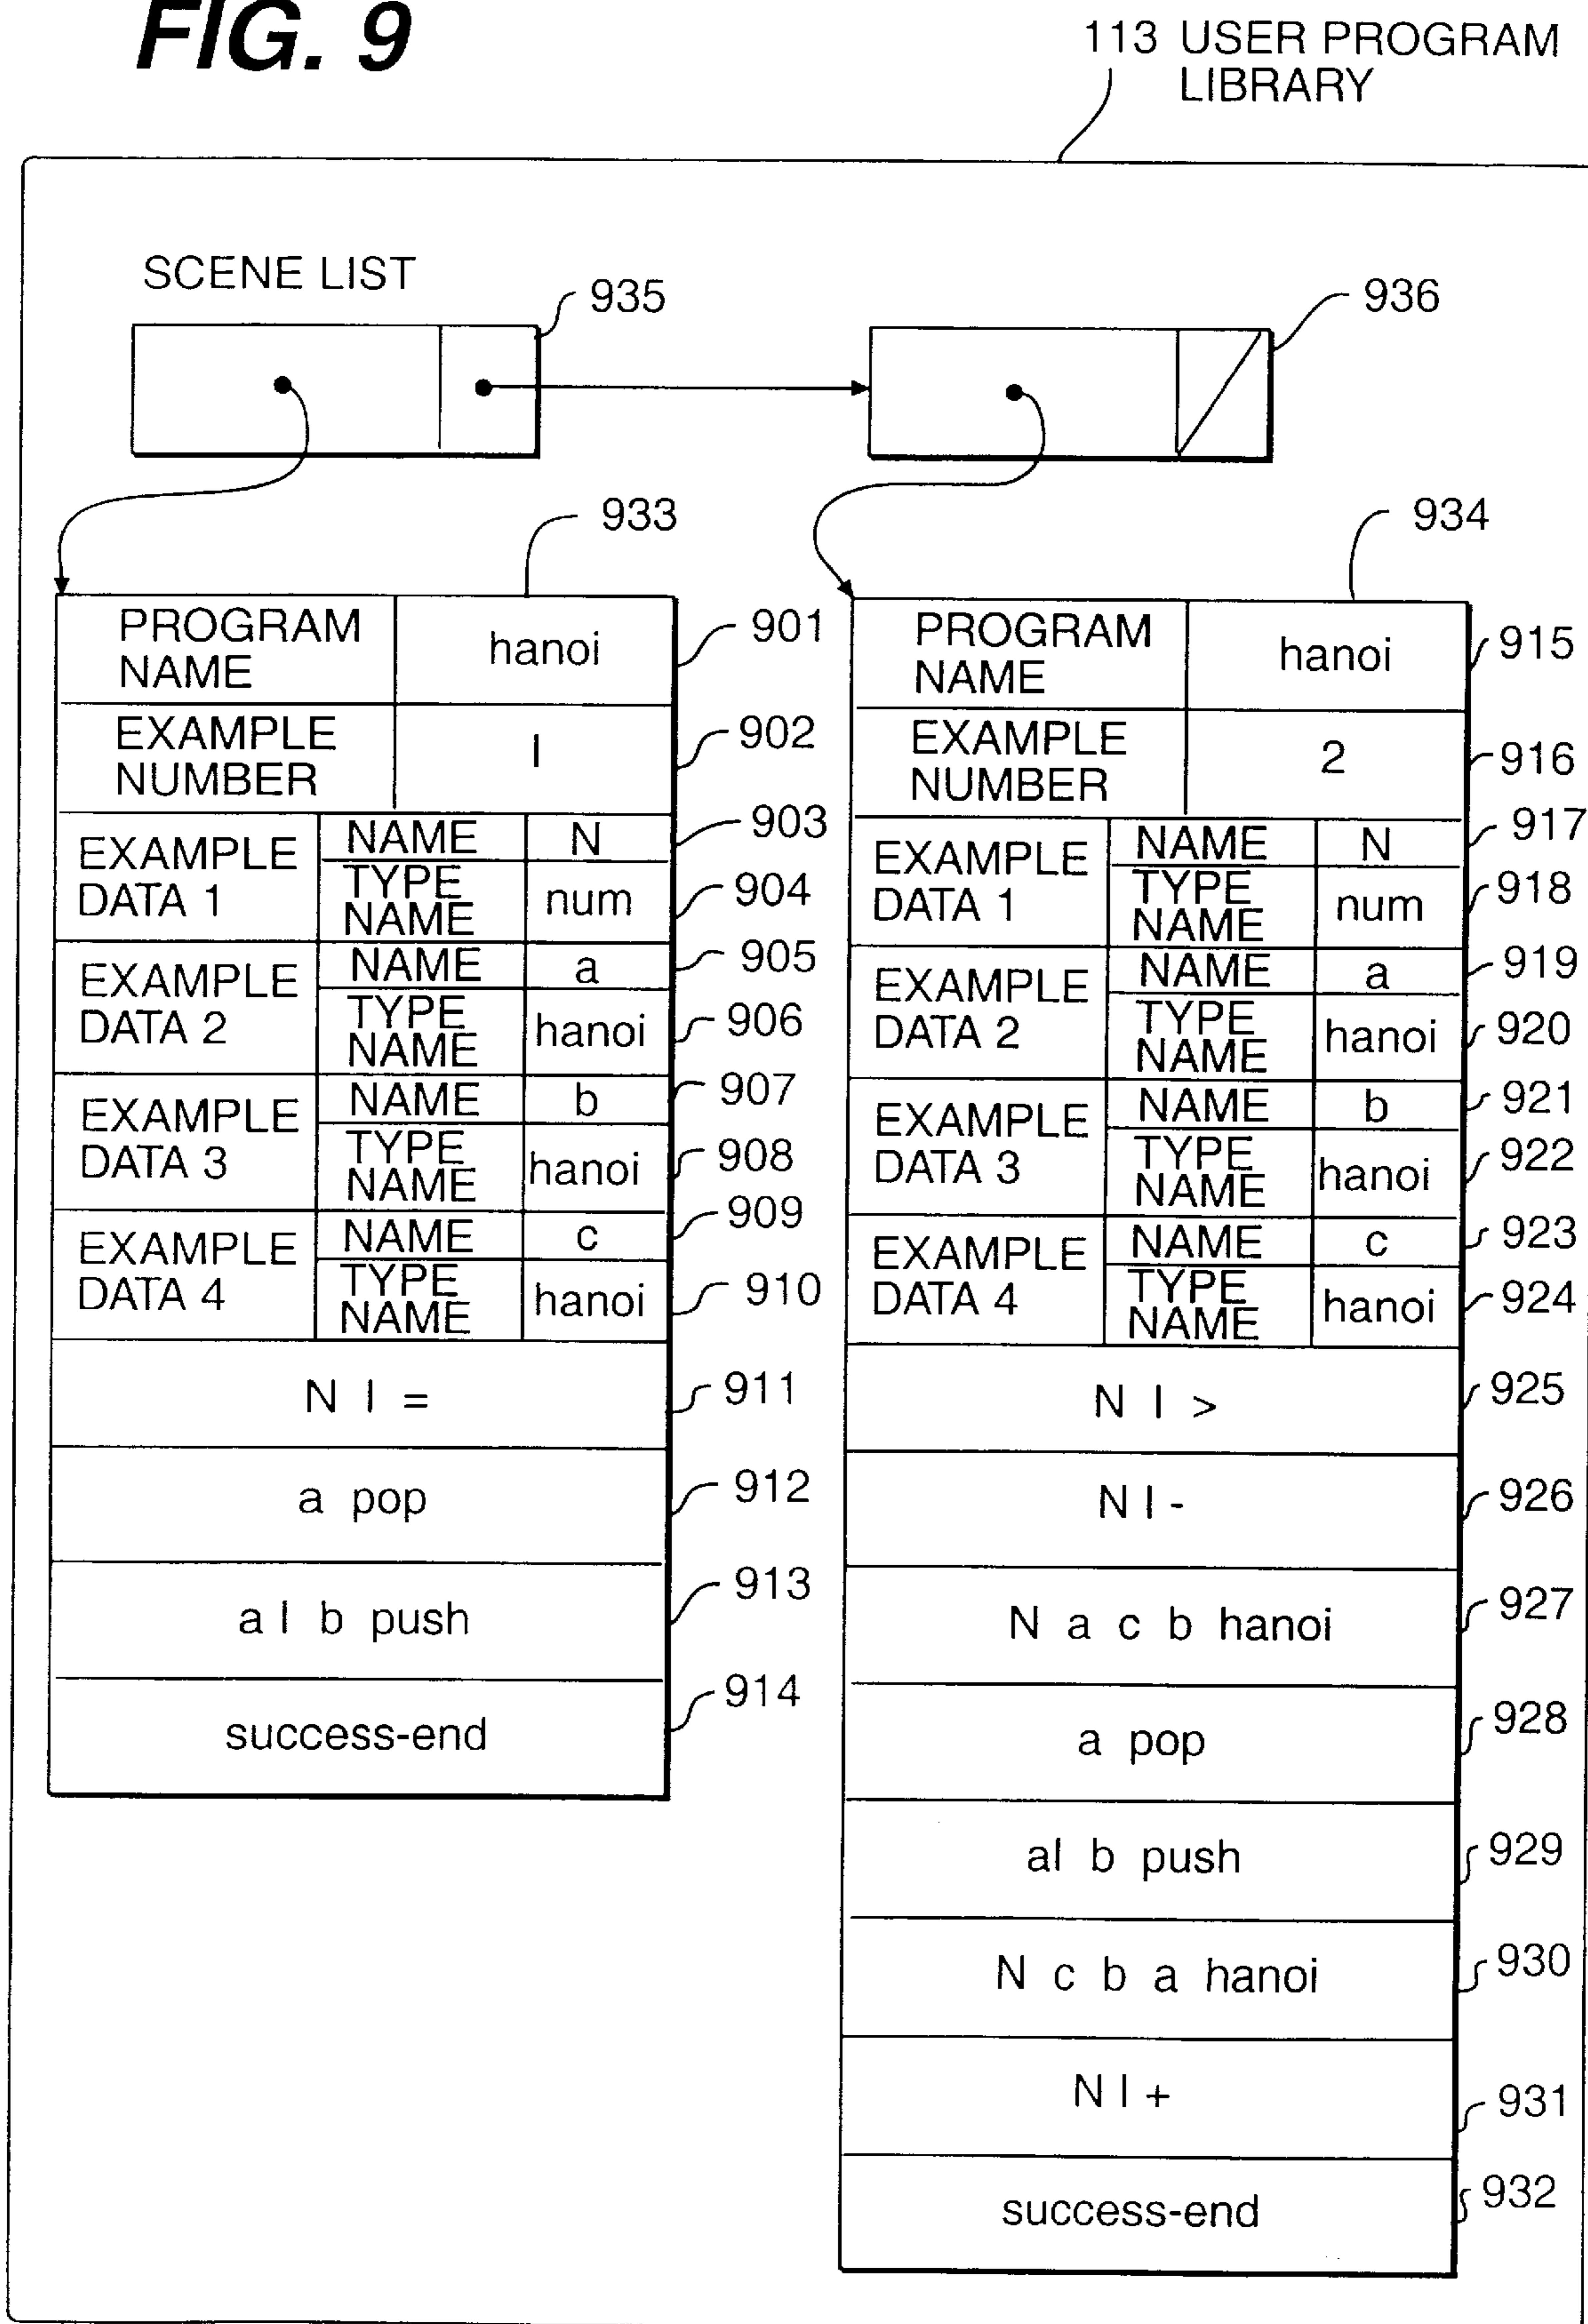 FIG. 9
113 USER PROGRAM
LIBRARY
SCENE LIST
935
936
933
934
PROGRAM
NAME
hanoi
901
EXAMPLE
NUMBER
1
902
EXAMPLE
DATA 1
NAME
N
903
TYPE
NAME
num
904
EXAMPLE
DATA 2
NAME
a
905
TYPE
NAME
hanoi
906
EXAMPLE
DATA 3
NAME
b
907
TYPE
NAME
hanoi
908
EXAMPLE
DATA 4
NAME
c
909
TYPE
NAME
hanoi
910
N 1 =
911
a pop
912
a1 b push
913
success-end
914
PROGRAM
NAME
hanoi
915
EXAMPLE
NUMBER
2
916
EXAMPLE
DATA 1
NAME
N
917
TYPE
NAME
num
918
EXAMPLE
DATA 2
NAME
a
919
TYPE
NAME
hanoi
920
EXAMPLE
DATA 3
NAME
b
921
TYPE
NAME
hanoi
922
EXAMPLE
DATA 4
NAME
c
923
TYPE
NAME
hanoi
924
N 1 >
925
N 1 -
926
N a c b hanoi
927
a pop
928
a1 b push
929
N c b a hanoi
930
N 1 +
931
success-end
932